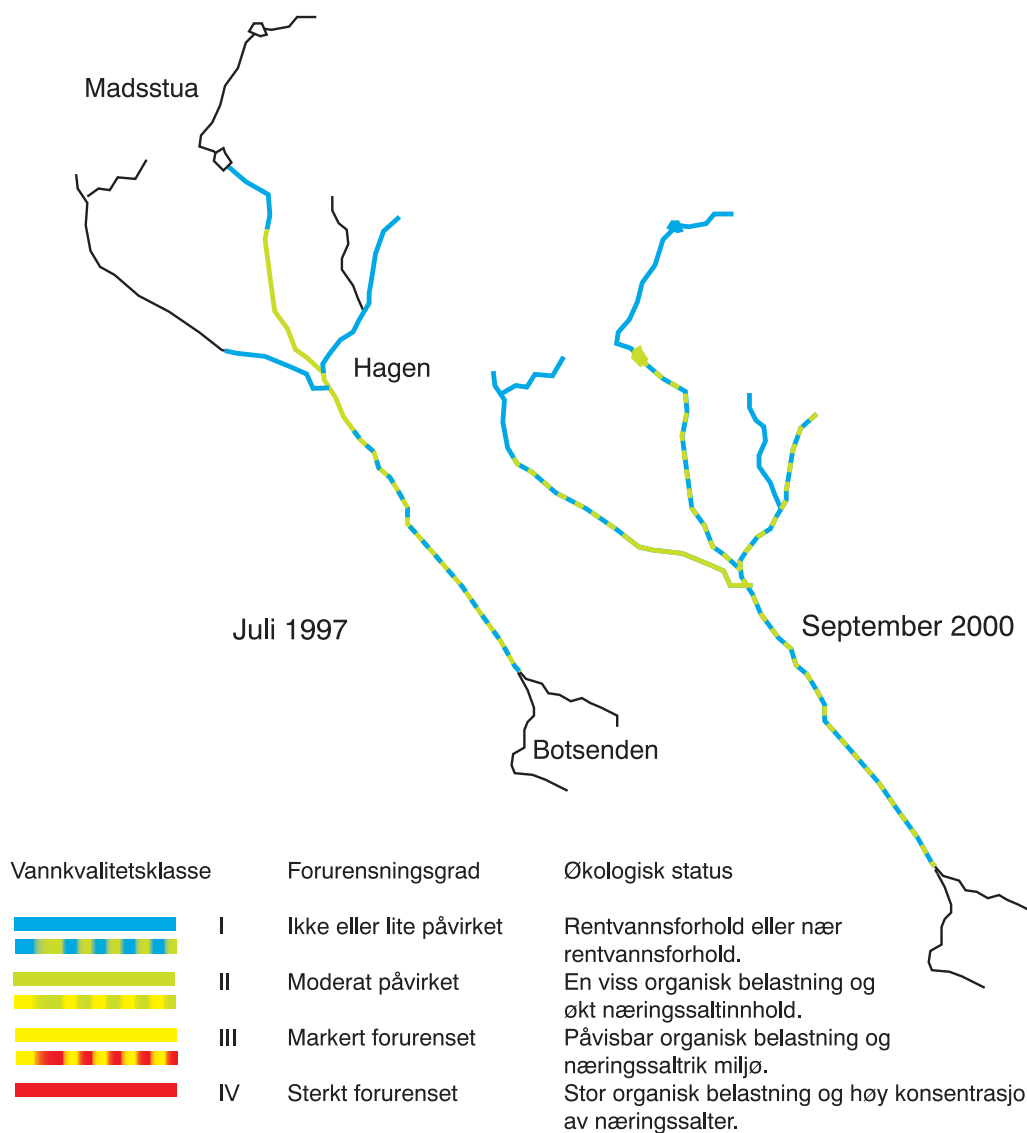 Madsstua
Hagen
Juli 1997
September 2000
Botsenden
Vannkvalitetsklasse Forurensningsgrad Økologisk status
I Ikke eller lite påvirket Rentvannsforhold eller nær
rentvannsforhold.
II Moderat påvirket En viss organisk belastning og
økt næringssaltinnhold.
III Markert forurenset Påvisbar organisk belastning og
næringssaltrik miljø.
IV Sterkt forurenset Stor organisk belastning og høy konsentrasjo
av næringssalter.